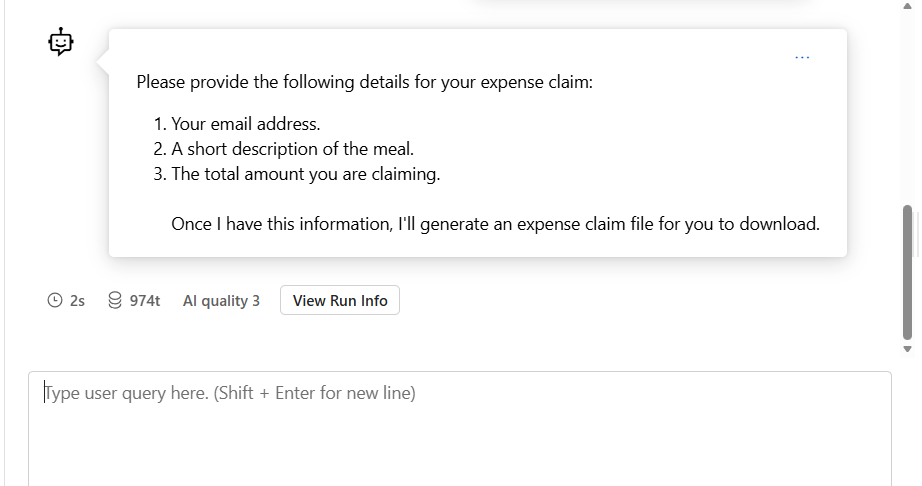 ...
Please provide the following details for your expense claim:
1. Your email address.
2. A short description of the meal.
3. The total amount you are claiming.
Once I have this information, I'll generate an expense claim file for you to download.
2s 974t AI quality 3 View Run Info
Type user query here. (Shift + Enter for new line)